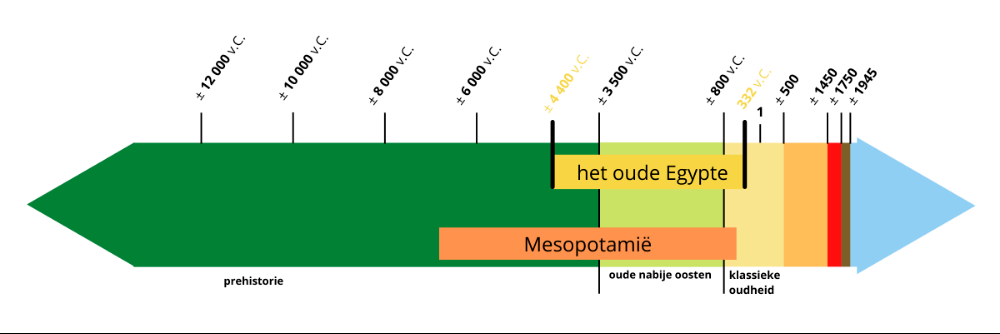 ± 12 000 v.C.
± 10 000 v.C.
± 8 000 v.C.
± 6 000 v.C.
± 4 400 v.C.
± 3 500 v.C.
± 800 v.C.
332 v.C.
1
± 500
± 1450
± 1750
± 1945
het oude Egypte
Mesopotamië
prehistorie
oude nabije oosten
klassieke
oudheid